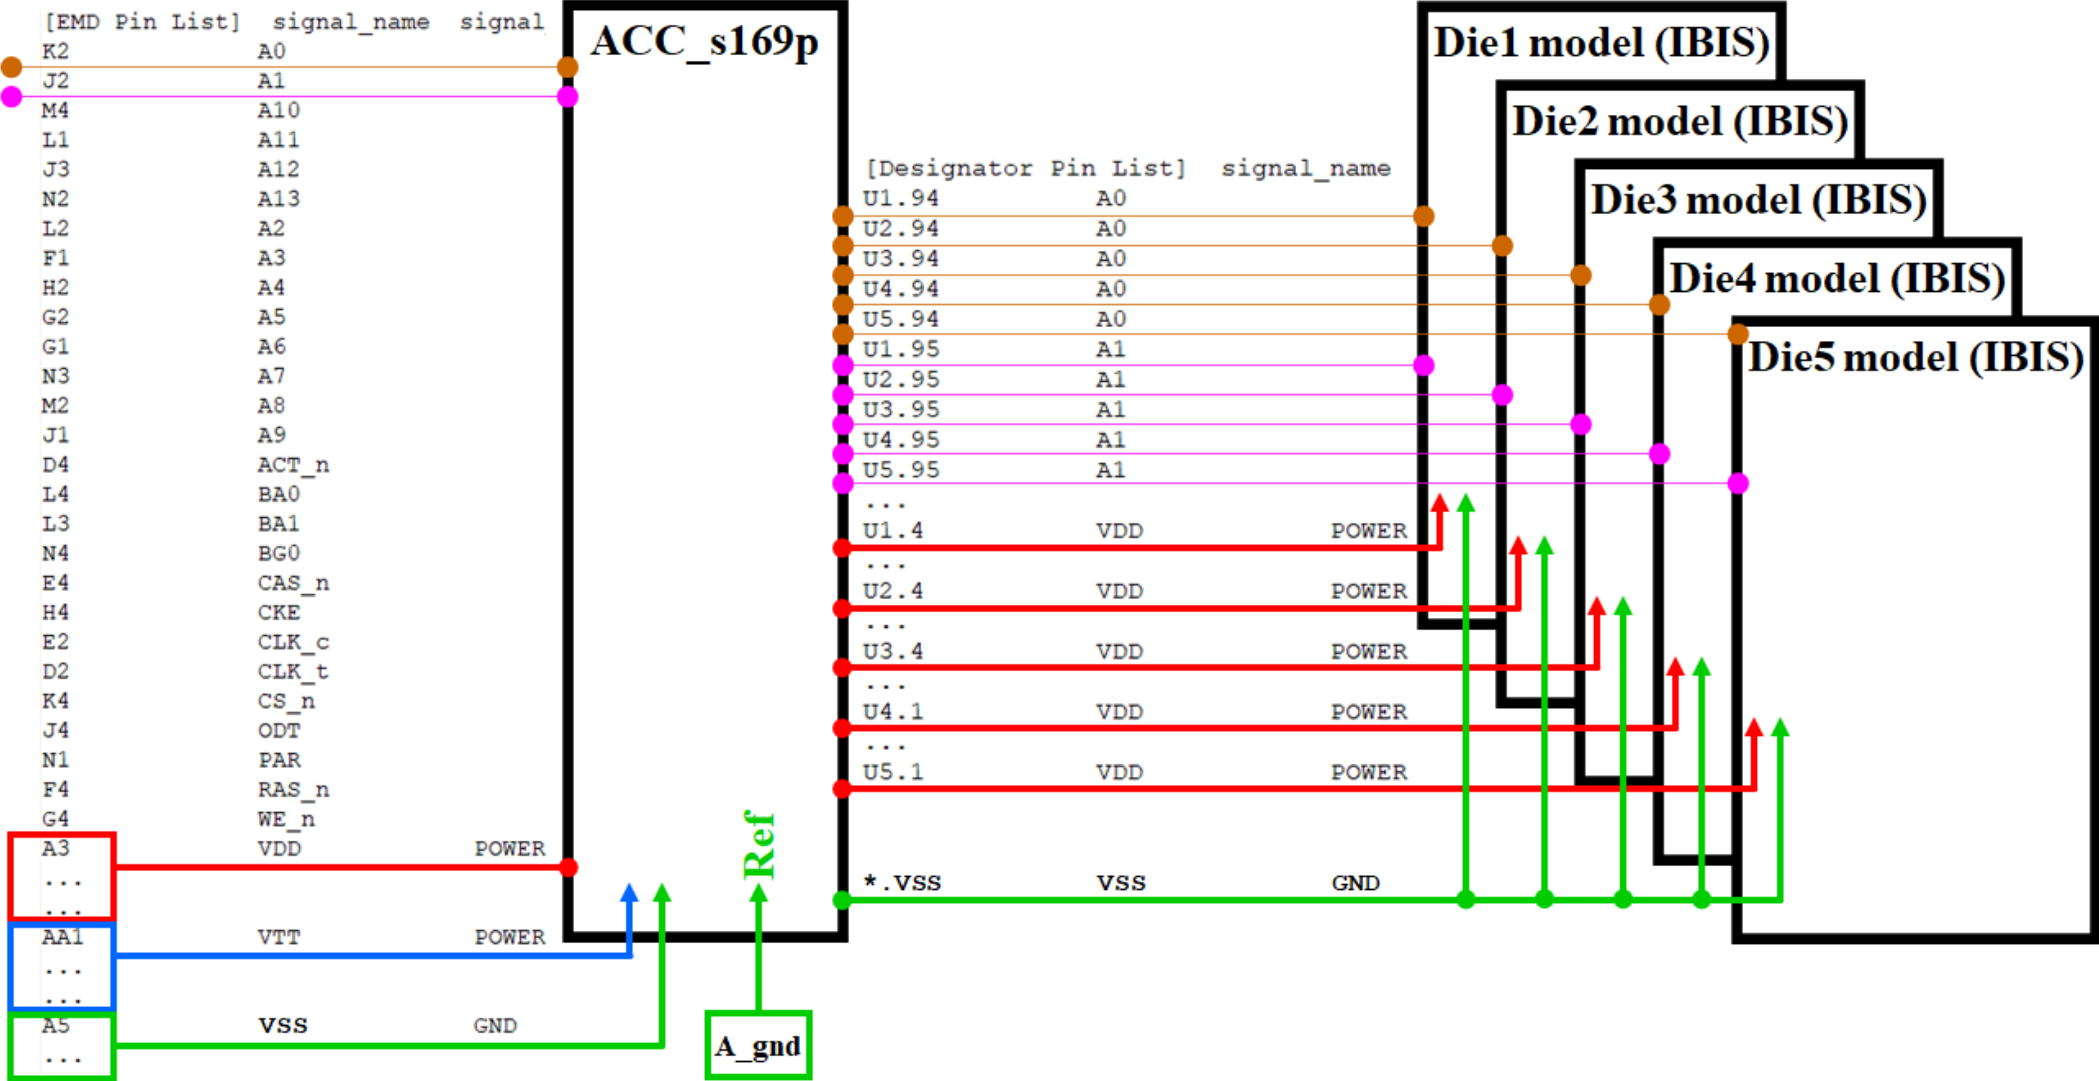 [EMD Pin List] signal_name signal
K2 A0
J2 A1
M4 A10
L1 A11
J3 A12
N2 A13
L2 A2
F1 A3
H2 A4
G2 A5
G1 A6
N3 A7
M2 A8
J1 A9
D4 ACT_n
L4 BA0
L3 BA1
N4 BG0
E4 CAS_n
H4 CKE
E2 CLK_c
D2 CLK_t
K4 CS_n
J4 ODT
N1 PAR
F4 RAS_n
G4 WE_n
A3 VDD POWER
...
...
AA1 VTT POWER
...
...
A5 VSS GND
...
ACC_s169p
Ref
A_gnd
[Designator Pin List] signal_name
U1.94 A0
U2.94 A0
U3.94 A0
U4.94 A0
U5.94 A0
U1.95 A1
U2.95 A1
U3.95 A1
U4.95 A1
U5.95 A1
...
U1.4 VDD POWER
...
U2.4 VDD POWER
...
U3.4 VDD POWER
...
U4.1 VDD POWER
...
U5.1 VDD POWER
*.VSS VSS GND
Die1 model (IBIS)
Die2 model (IBIS)
Die3 model (IBIS)
Die4 model (IBIS)
Die5 model (IBIS)